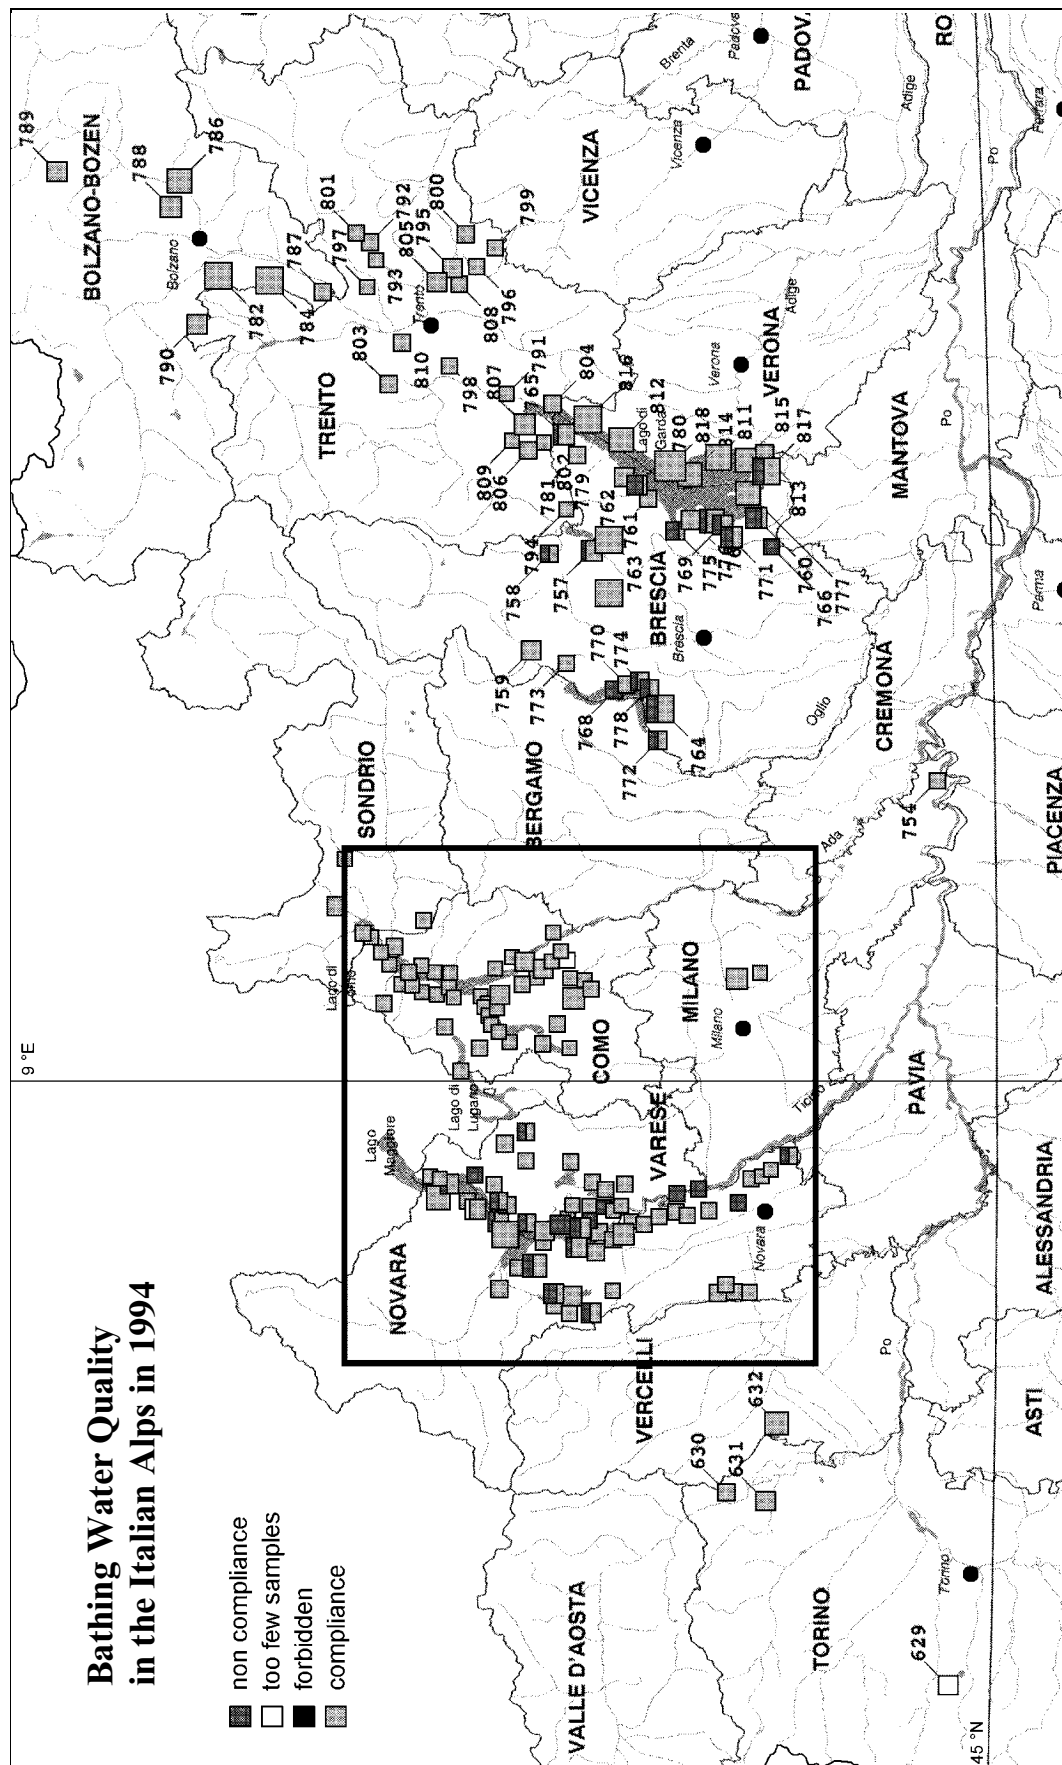 Bathing Water Quality
in the Italian Alps in 1994
non compliance
too few samples
forbidden
compliance
9 °E
45 °N
VALLE D'AOSTA
TORINO
Torino
629
630
631
632
VERCELLI
ASTI
Po
NOVARA
Novara
ALESSANDRIA
Lago
Maggiore
VARESE
Ticino
PAVIA
Lago di
Lugano
COMO
MILANO
Milano
Lago di
Ada
PIACENZA
754
SONDRIO
BERGAMO
CREMONA
Oglio
759
773
768
770
774
778
772
764
BRESCIA
Brescia
758
794
757
763
761
762
781
802
779
769
775
771
760
766
777
813
817
815
811
814
818
780
812
816
804
765
791
807
798
809
806
Lago di
Garda
MANTOVA
Po
Parma
VERONA
Verona
Adige
TRENTO
Trento
803
810
808
796
795
805
793
797
792
801
800
799
787
784
782
790
BOLZANO-BOZEN
Bolzano
789
788
786
VICENZA
Vicenza
Brenta
Padova
PADOVA
Adige
Po
RO
Ferrara